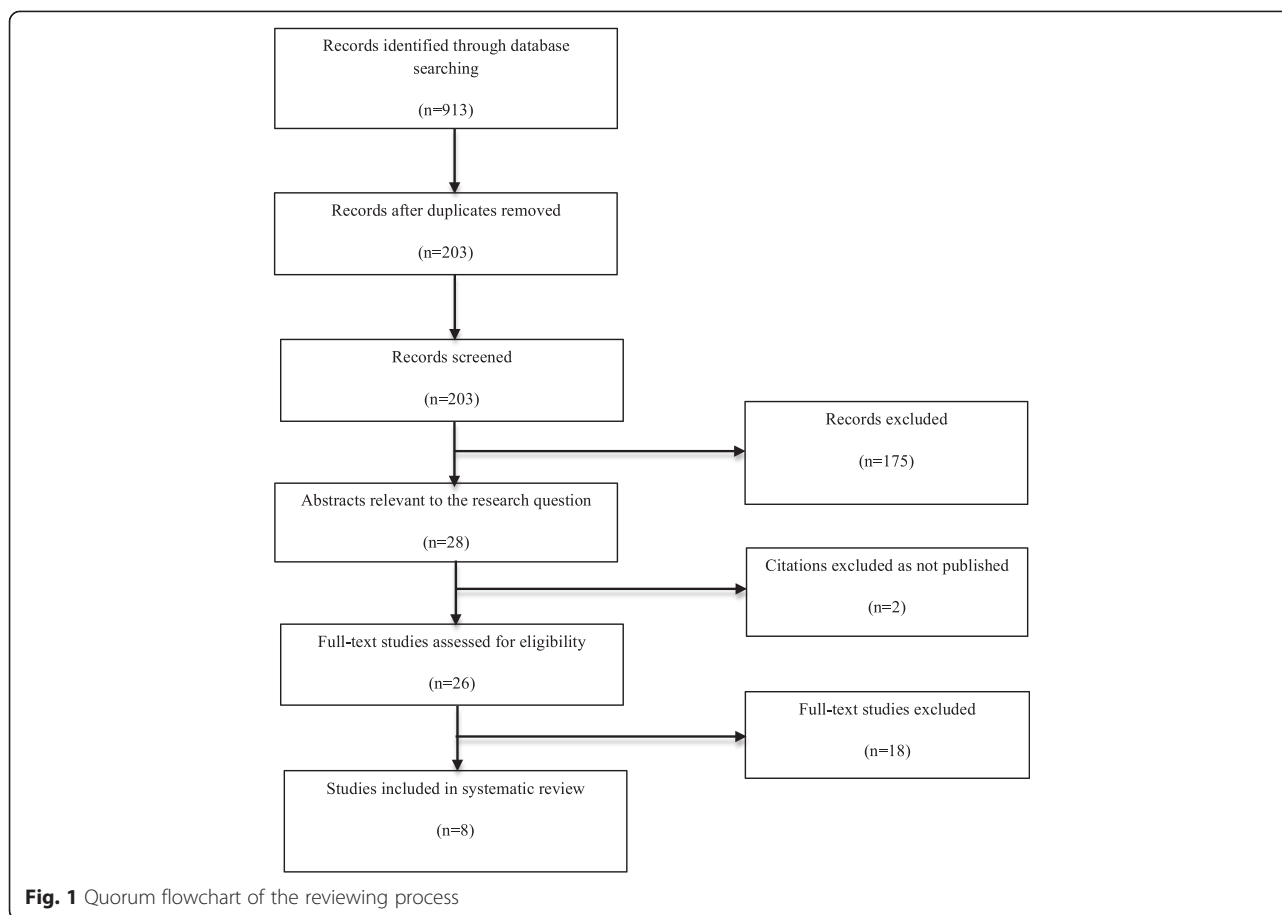 Records identified through database
searching
(n=913)
Records after duplicates removed
(n=203)
Records screened
(n=203)
Records excluded
(n=175)
Abstracts relevant to the research question
(n=28)
Citations excluded as not published
(n=2)
Full-text studies assessed for eligibility
(n=26)
Full-text studies excluded
(n=18)
Studies included in systematic review
(n=8)
Fig. 1 Quorum flowchart of the reviewing process